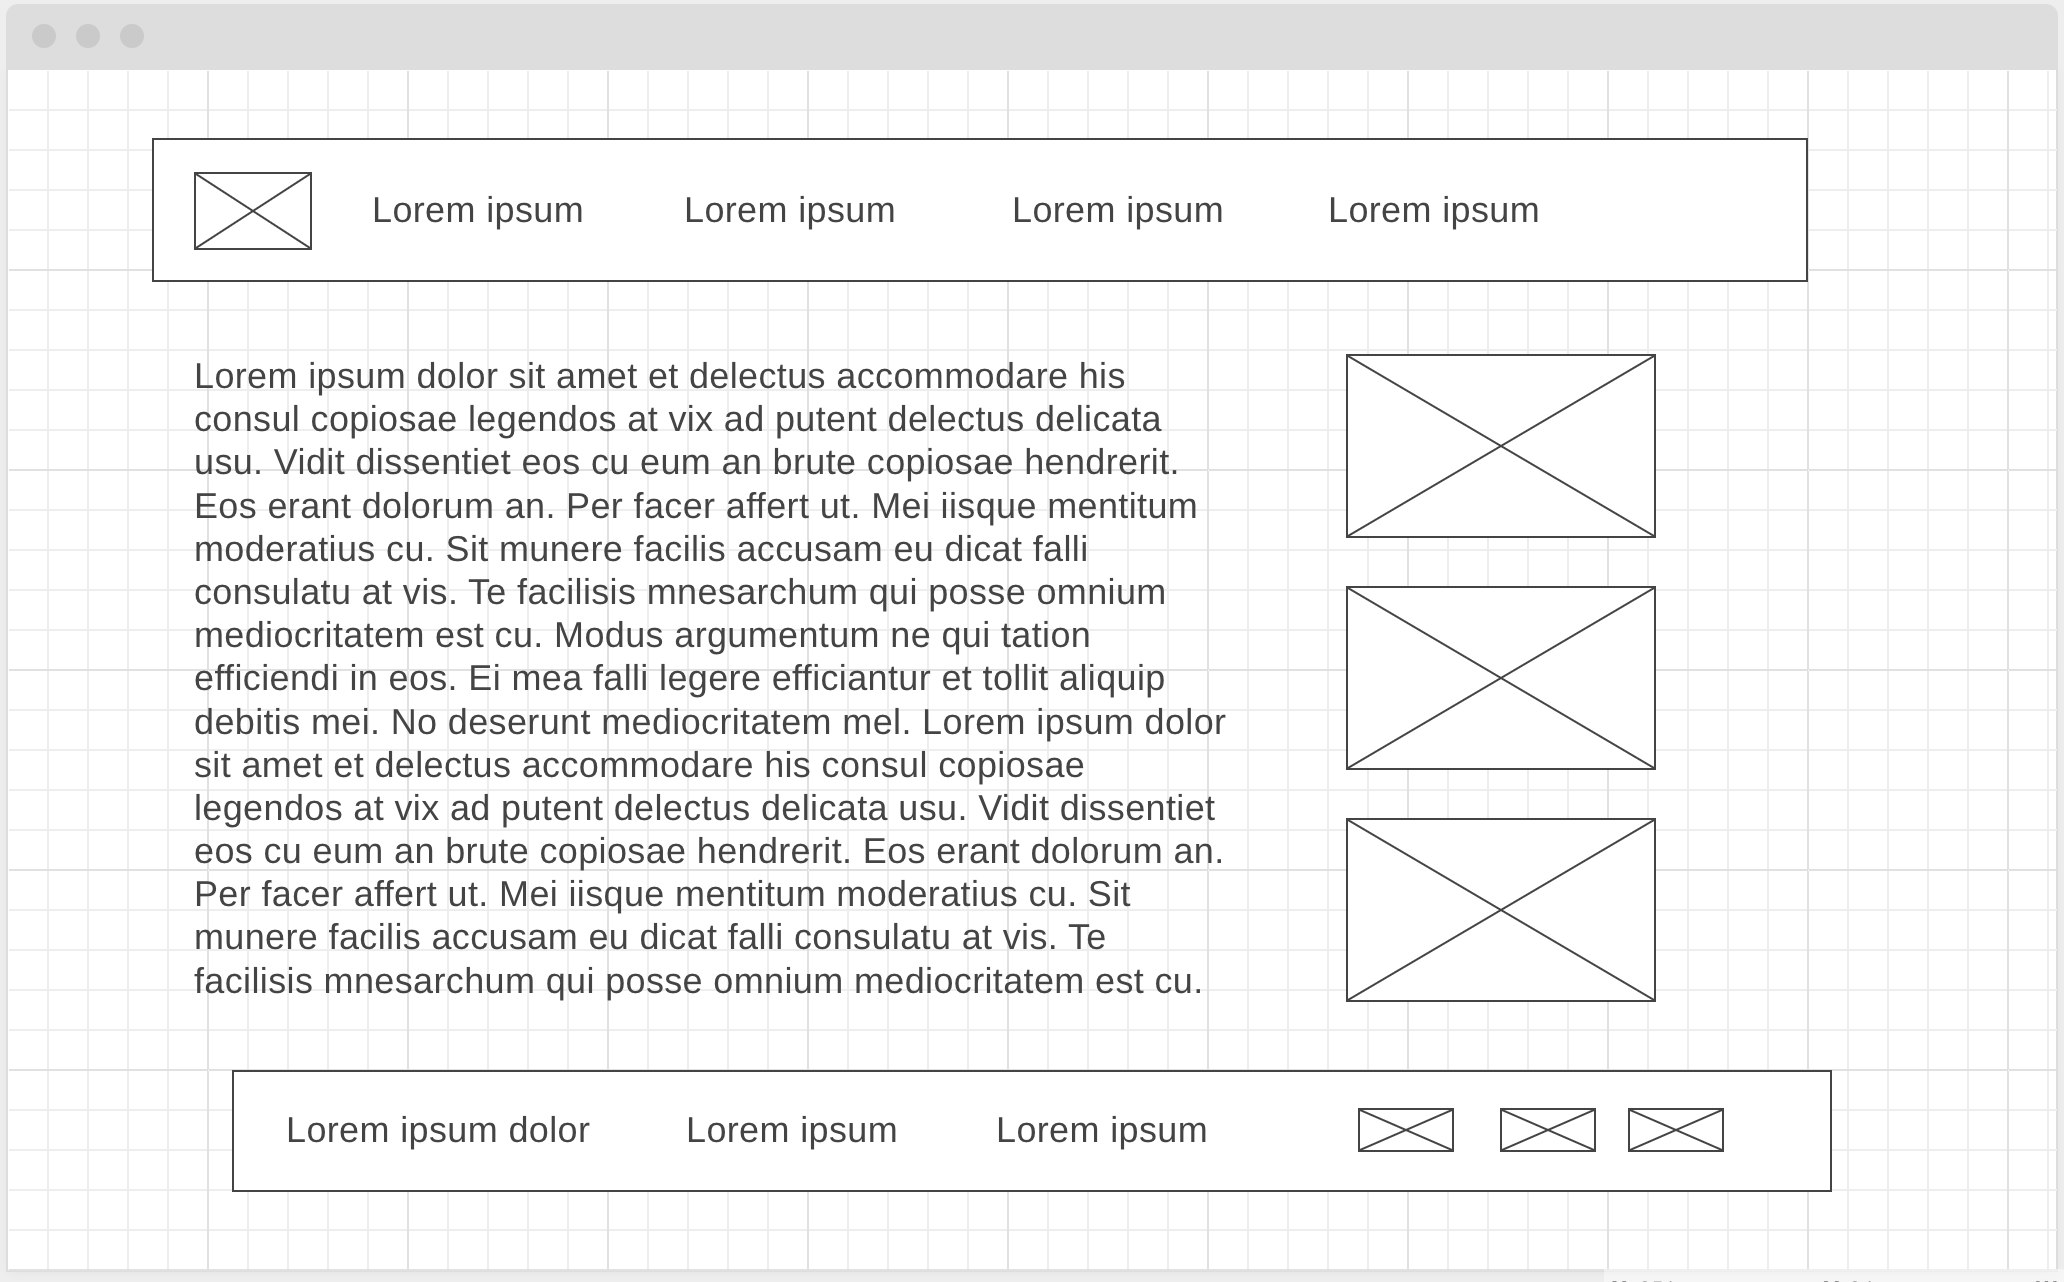 Lorem ipsum Lorem ipsum Lorem ipsum Lorem ipsum
Lorem ipsum dolor sit amet et delectus accommodare his
consul copiosae legendos at vix ad putent delectus delicata
usu. Vidit dissentiet eos cu eum an brute copiosae hendrerit.
Eos erant dolorum an. Per facer affert ut. Mei iisque mentitum
moderatius cu. Sit munere facilis accusam eu dicat falli
consulatu at vis. Te facilisis mnesarchum qui posse omnium
mediocritatem est cu. Modus argumentum ne qui tation
efficiendi in eos. Ei mea falli legere efficiantur et tollit aliquip
debitis mei. No deserunt mediocritatem mel. Lorem ipsum dolor
sit amet et delectus accommodare his consul copiosae
legendos at vix ad putent delectus delicata usu. Vidit dissentiet
eos cu eum an brute copiosae hendrerit. Eos erant dolorum an.
Per facer affert ut. Mei iisque mentitum moderatius cu. Sit
munere facilis accusam eu dicat falli consulatu at vis. Te
facilisis mnesarchum qui posse omnium mediocritatem est cu.
Lorem ipsum dolor Lorem ipsum Lorem ipsum